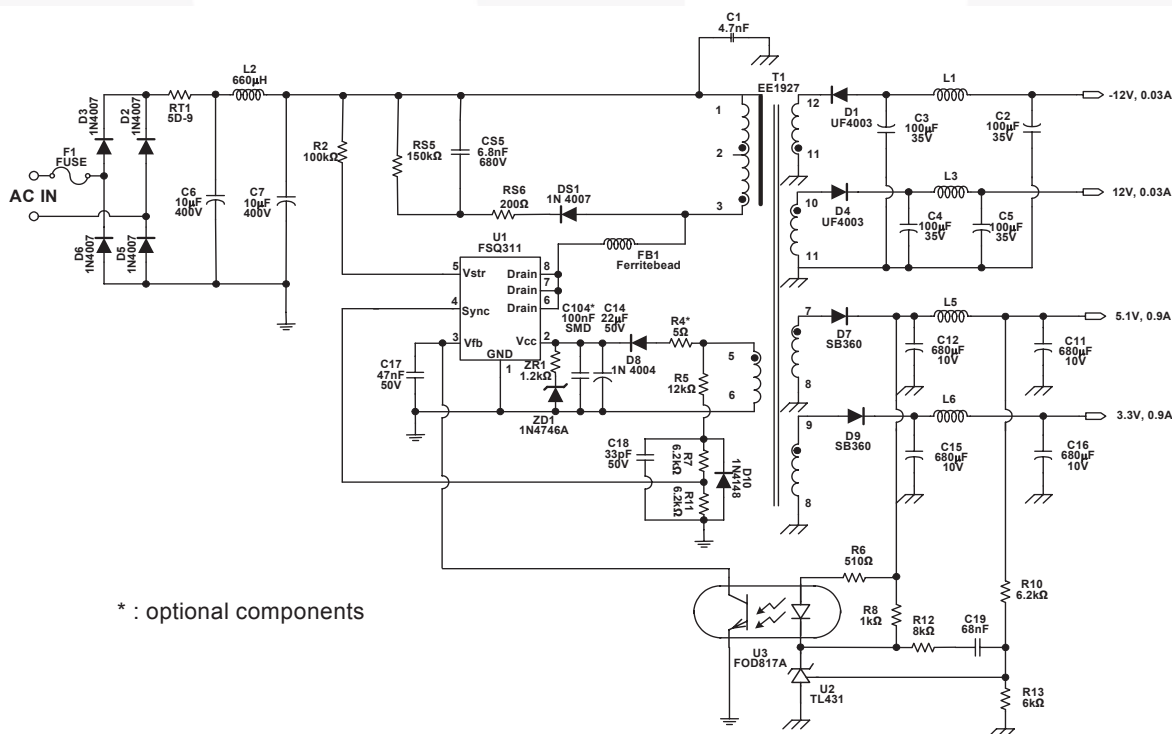 C1
4.7nF
L2
660μH
T1
EE1927
L1
-12V, 0.03A
D3
1N4007
D2
1N4007
RT1
5D-9
1
12
D1
UF4003
C3
100μF
35V
C2
100μF
35V
R2
100kΩ
RS5
150kΩ
CS5
6.8nF
680V
F1
FUSE
2
11
AC IN
C6
10μF
400V
C7
10μF
400V
RS6
200Ω
DS1
1N 4007
3
10
L3
12V, 0.03A
D4
UF4003
C4
100μF
35V
C5
100μF
35V
D6
1N4007
D5
1N4007
U1
FSQ311
FB1
Ferritebead
11
5
Vstr
Drain
8
Drain
7
4
Sync
Drain
6
3
Vfb
Vcc
2
GND
1
C104*
100nF
SMD
C14
22μF
50V
R4*
5Ω
D8
1N 4004
7
L5
5.1V, 0.9A
D7
SB360
C12
680μF
10V
C11
680μF
10V
C17
47nF
50V
ZR1
1.2kΩ
ZD1
1N4746A
R5
12kΩ
5
6
8
L6
3.3V, 0.9A
9
D9
SB360
C15
680μF
10V
C16
680μF
10V
C18
33pF
50V
R7
6.2kΩ
R11
6.2kΩ
D10
1N4148
8
R6
510Ω
R8
1kΩ
R12
8kΩ
C19
68nF
R10
6.2kΩ
* : optional components
U3
FOD817A
U2
TL431
R13
6kΩ